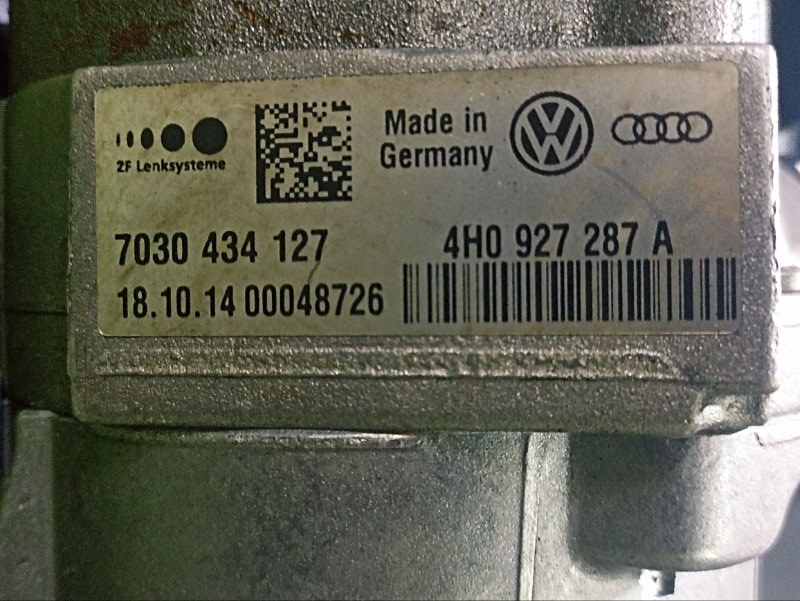 ZF Lenksysteme
Made in
Germany
7030 434 127
4H0 927 287 A
18.10.14 00048726